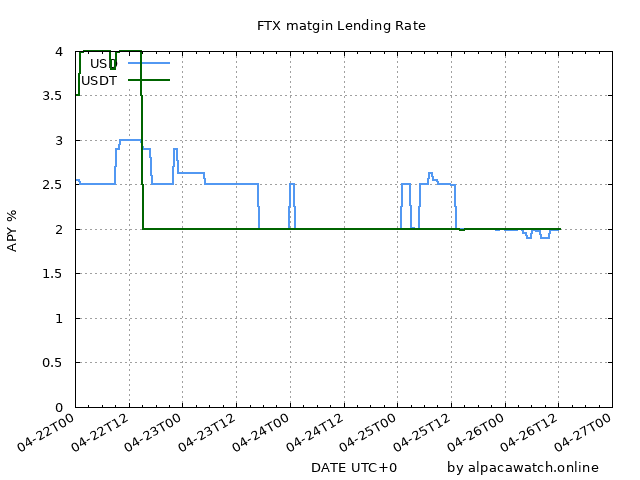 FTX matgin Lending Rate
APY %
4
3.5
3
2.5
2
1.5
1
0.5
0
USD
USDT
04-22T00
04-22T12
04-23T00
04-23T12
04-24T00
04-24T12
04-25T00
04-25T12
04-26T00
04-26T12
04-27T00
DATE UTC+0
by alpacawatch.online